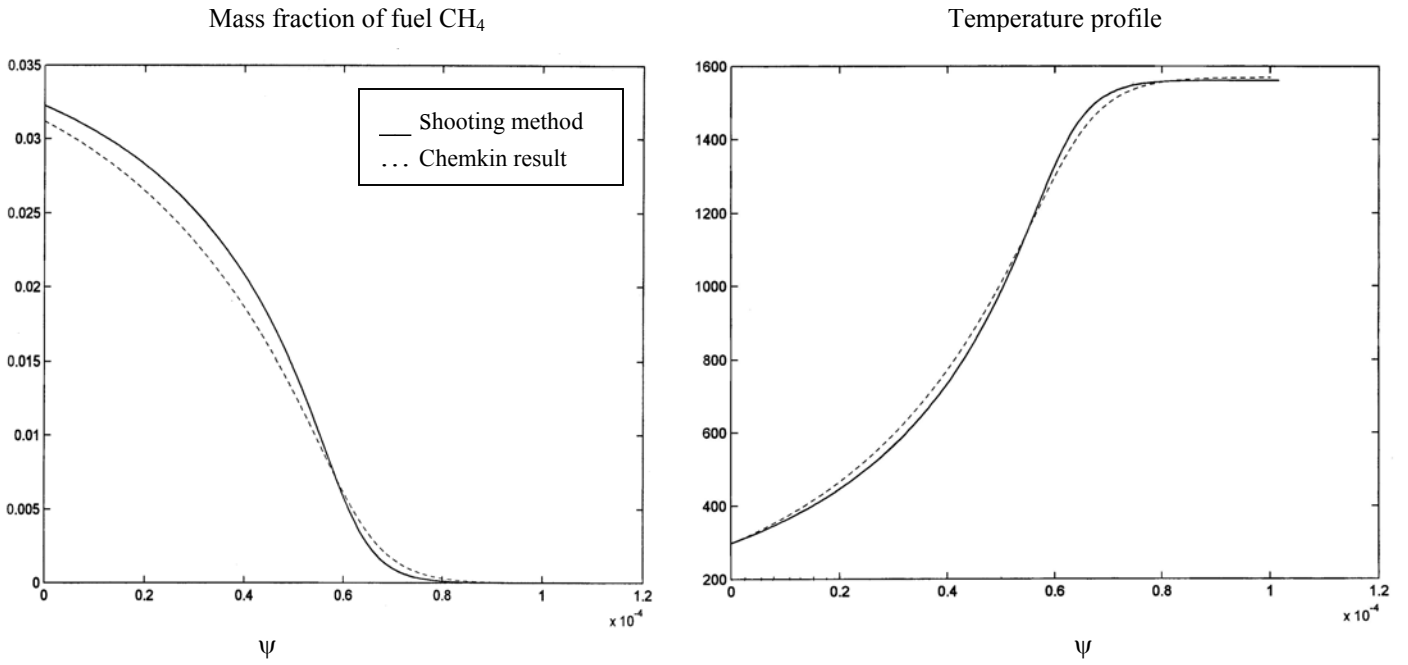 Mass fraction of fuel CH₄
0.035
0.03
0.025
0.02
0.015
0.01
0.005
0
0 0.2 0.4 0.6 0.8 1 1.2
x 10⁻⁴
ψ
Shooting method
Chemkin result
Temperature profile
1600
1400
1200
1000
800
600
400
200
0 0.2 0.4 0.6 0.8 1 1.2
x 10⁻⁴
ψ